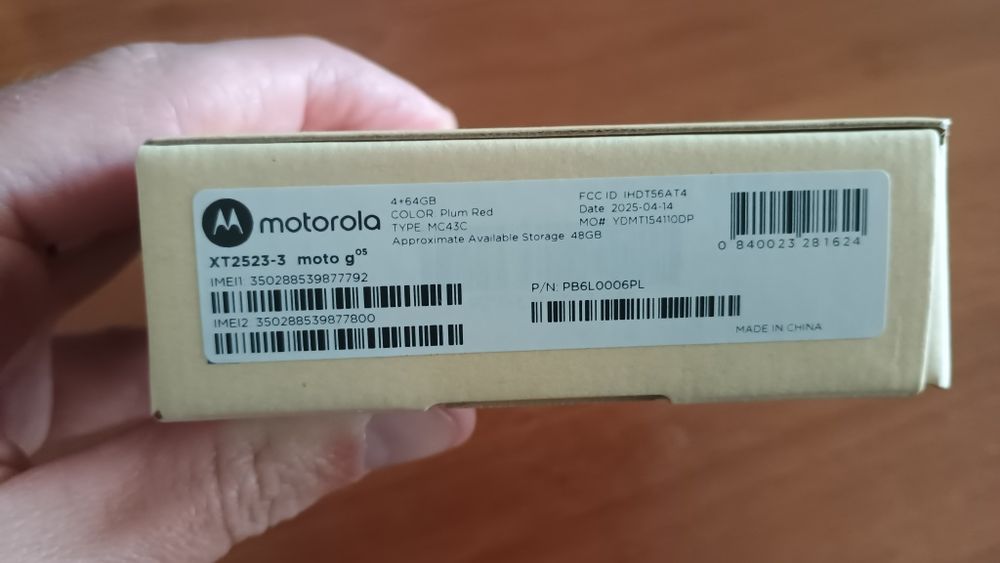 motorola
XT2523-3 moto g05
4+64GB
COLOR: Plum Red
TYPE: MC43C
Approximate Available Storage: 48GB
FCC ID: IHDT56AT4
Date: 2025-04-14
MO#: YDMT154110DP
0 840023 281624
IMEI1: 350288539877792
IMEI2: 350288539877800
P/N: PB6L0006PL
MADE IN CHINA